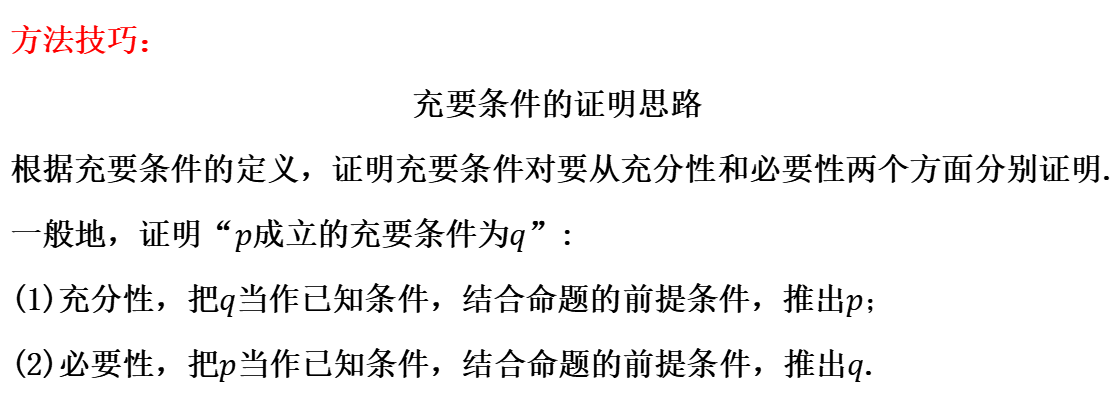 方法技巧：
充要条件的证明思路
根据充要条件的定义，证明充要条件对要从充分性和必要性两个方面分别证明.
一般地，证明“p成立的充要条件为q”：
(1)充分性，把q当作已知条件，结合命题的前提条件，推出p；
(2)必要性，把p当作已知条件，结合命题的前提条件，推出q.